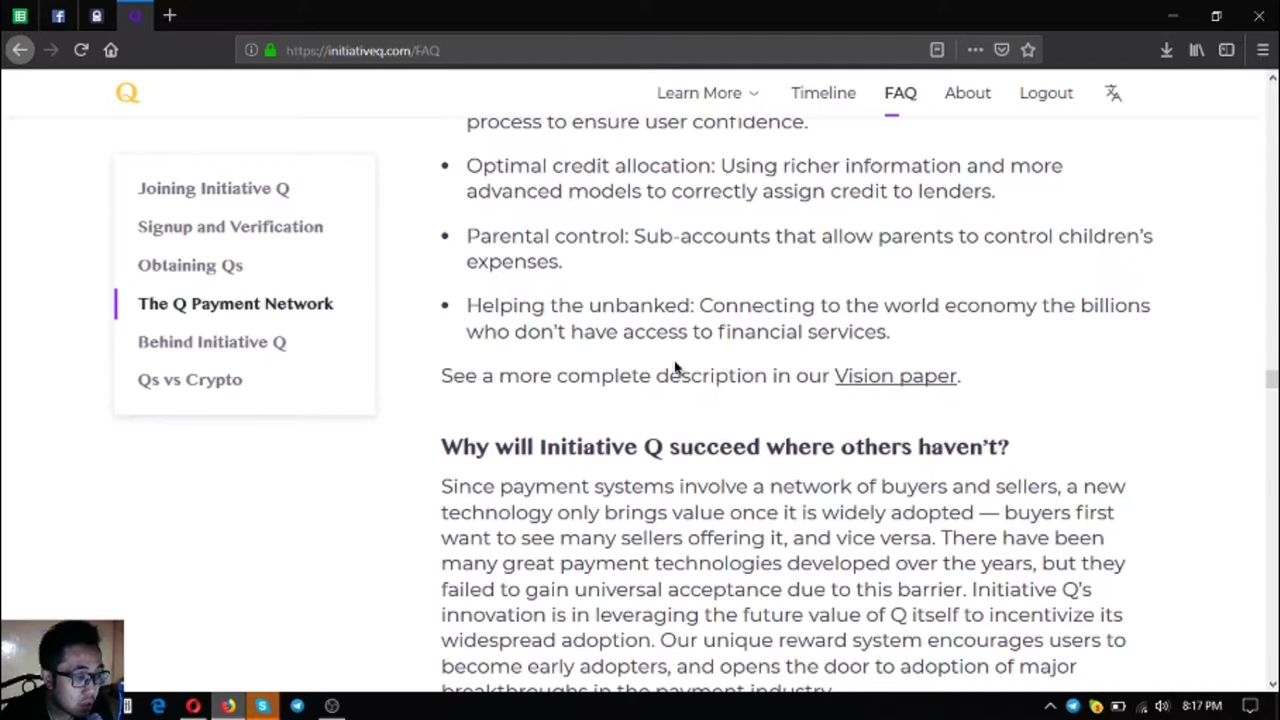 https://initiativeq.com/FAQ
Q
Learn More
Timeline
FAQ
About
Logout
Joining Initiative Q
Signup and Verification
Obtaining Qs
The Q Payment Network
Behind Initiative Q
Qs vs Crypto
process to ensure user confidence.
• Optimal credit allocation: Using richer information and more
advanced models to correctly assign credit to lenders.
• Parental control: Sub-accounts that allow parents to control children's
expenses.
• Helping the unbanked: Connecting to the world economy the billions
who don't have access to financial services.
See a more complete description in our Vision paper.
Why will Initiative Q succeed where others haven't?
Since payment systems involve a network of buyers and sellers, a new
technology only brings value once it is widely adopted — buyers first
want to see many sellers offering it, and vice versa. There have been
many great payment technologies developed over the years, but they
failed to gain universal acceptance due to this barrier. Initiative Q's
innovation is in leveraging the future value of Q itself to incentivize its
widespread adoption. Our unique reward system encourages users to
become early adopters, and opens the door to adoption of major
breakthroughs in the payment industry.
8:17 PM